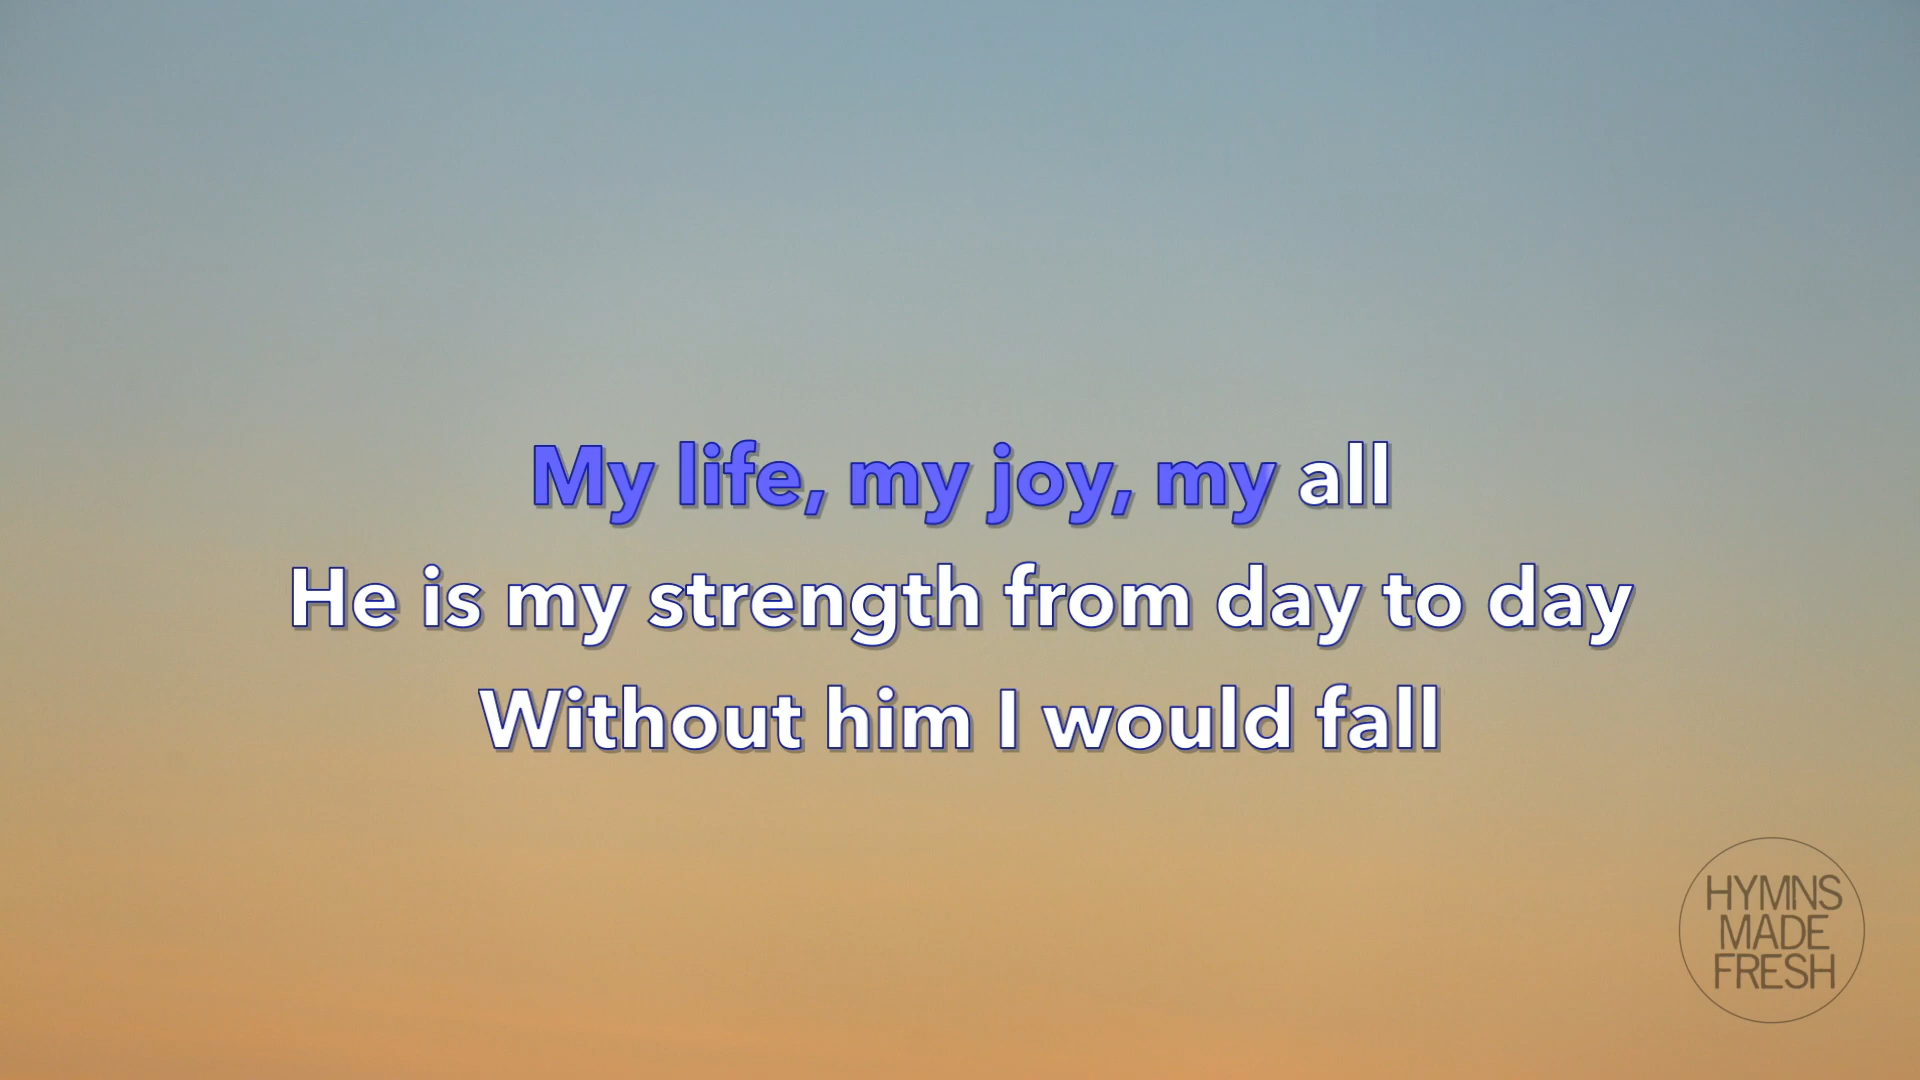 My life, my joy, my all
He is my strength from day to day
Without him I would fall
HYMNS
MADE
FRESH